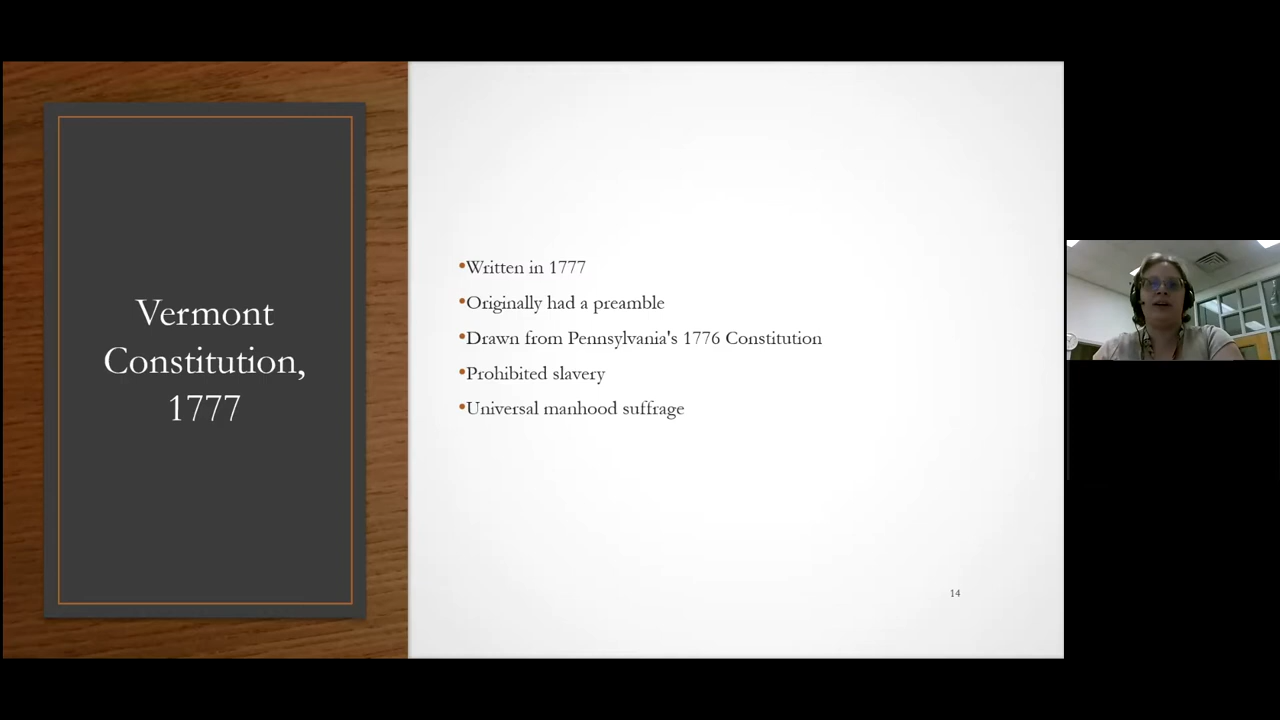 Vermont
Constitution,
1777
•Written in 1777
•Originally had a preamble
•Drawn from Pennsylvania's 1776 Constitution
•Prohibited slavery
•Universal manhood suffrage
14